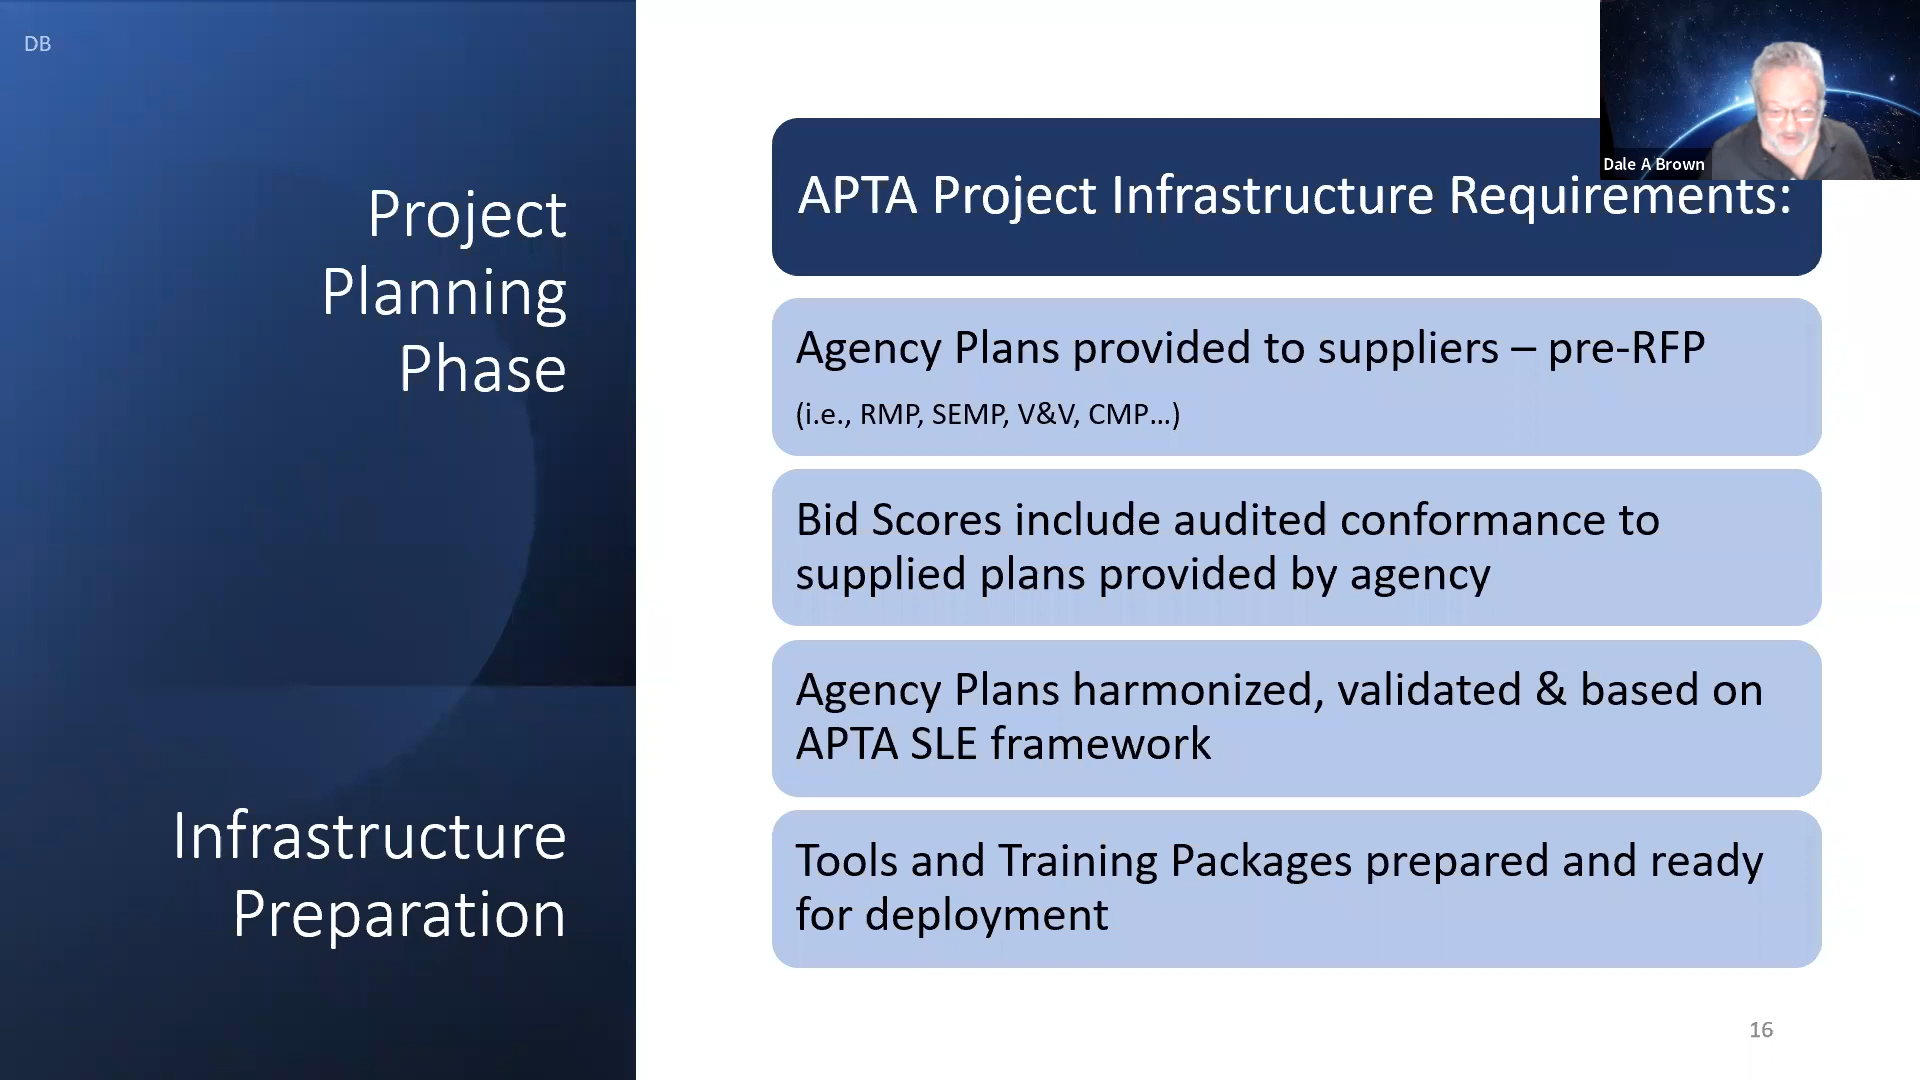 DB
Project
Planning
Phase
Infrastructure
Preparation
APTA Project Infrastructure Requirements:
Agency Plans provided to suppliers – pre-RFP
(i.e., RMP, SEMP, V&V, CMP...)
Bid Scores include audited conformance to
supplied plans provided by agency
Agency Plans harmonized, validated & based on
APTA SLE framework
Tools and Training Packages prepared and ready
for deployment
16
Dale A Brown